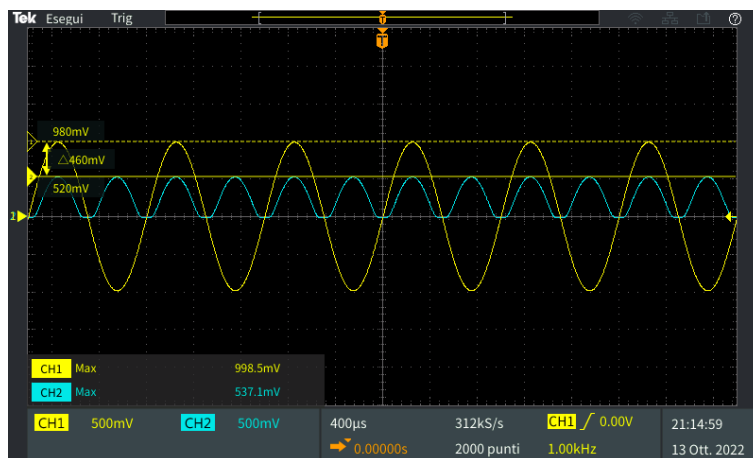 Tek Esegui Trig
T
980mV
△460mV
520mV
2
CH1 Max 998.5mV
CH2 Max 537.1mV
CH1 500mV CH2 500mV 400µs 312kS/s CH1 0.00V 21:14:59
0.00000s 2000 punti 1.00kHz 13 Ott. 2022